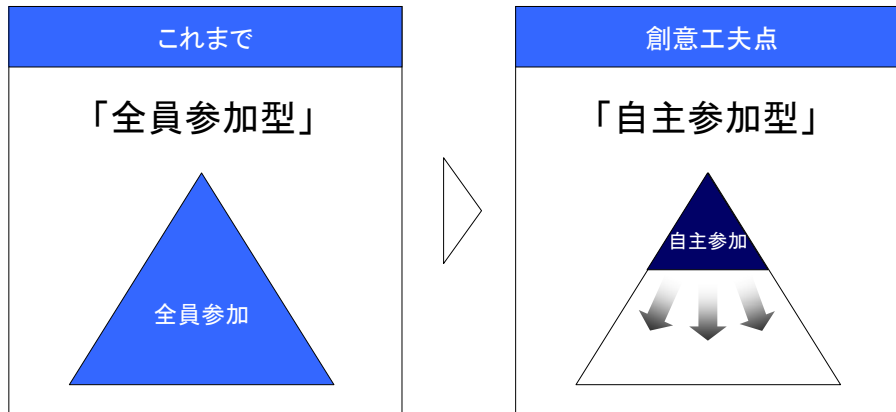 これまで
「全員参加型」
全員参加
創意工夫点
「自主参加型」
自主参加